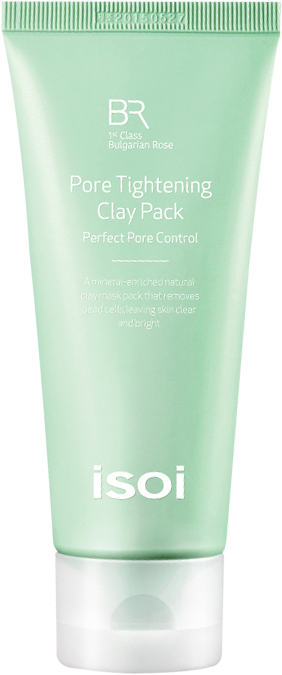 20150527
BR
1st Class
Bulgarian Rose
Pore Tightening
Clay Pack
Perfect Pore Control
A mineral-enriched natural
clay mask pack that removes
dead cells,leaving skin clear
and bright
isoi